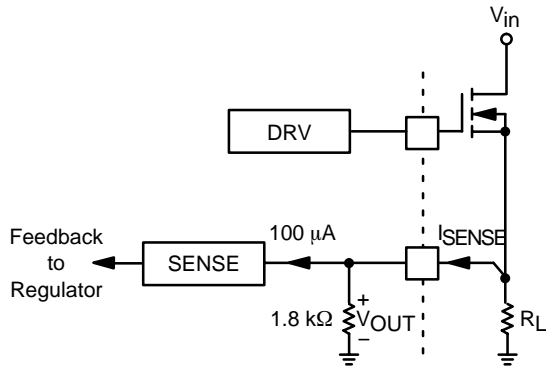 Vin
DRV
Feedback
to
Regulator
SENSE
100 μA
ISENSE
1.8 kΩ
+
VOUT
−
RL